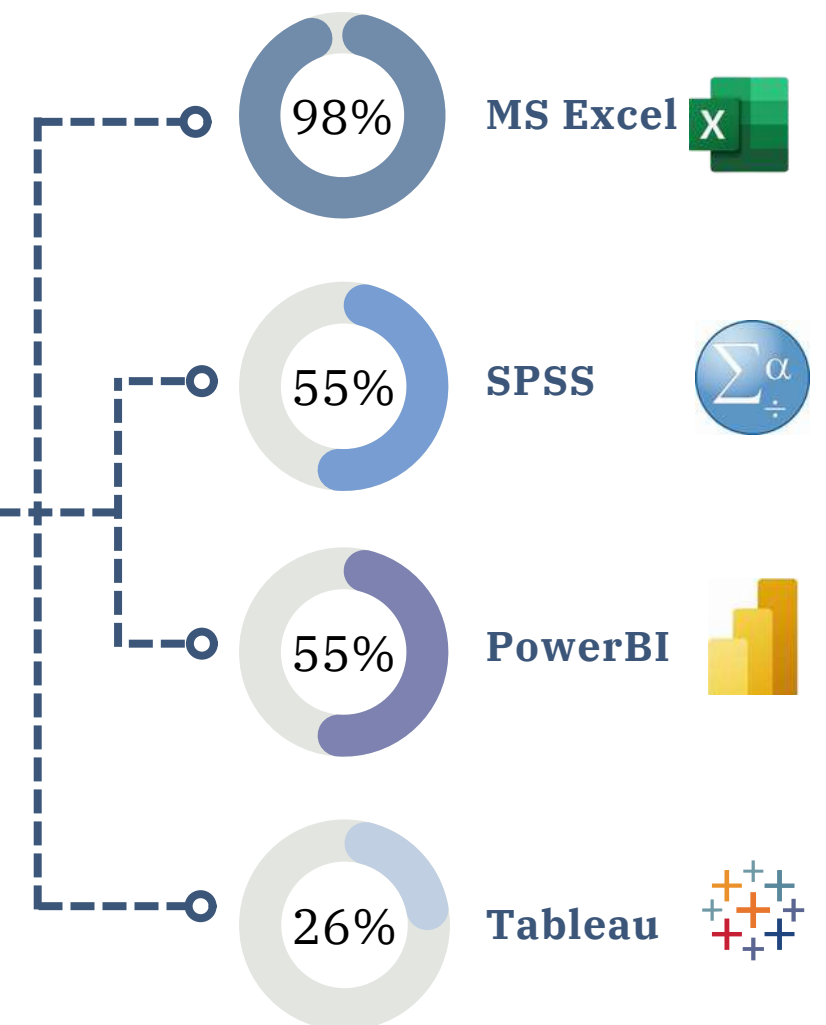 98%
MS Excel
X
55%
SPSS
Σ α
÷
55%
PowerBI
26%
Tableau